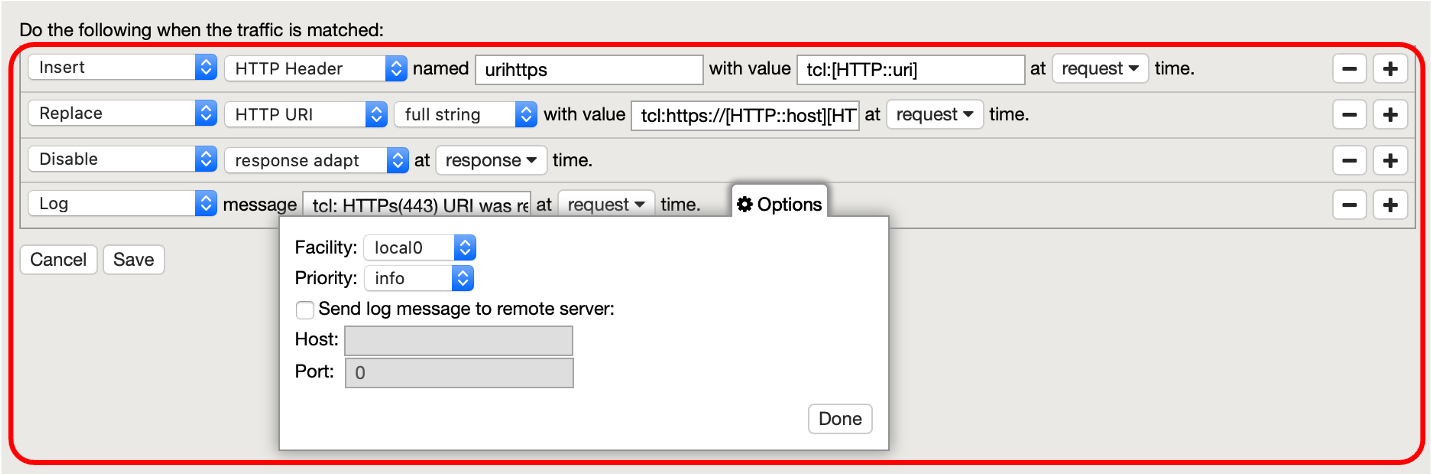 Do the following when the traffic is matched:
Insert HTTP Header named urihttps with value tcl:[HTTP::uri] at request time.
Replace HTTP URI full string with value tcl:https://[HTTP::host][HT at request time.
Disable response adapt at response time.
Log message tcl: HTTPs(443) URI was re at request time. Options
Facility: local0
Cancel Save
Priority: info
Send log message to remote server:
Host:
Port: 0
Done